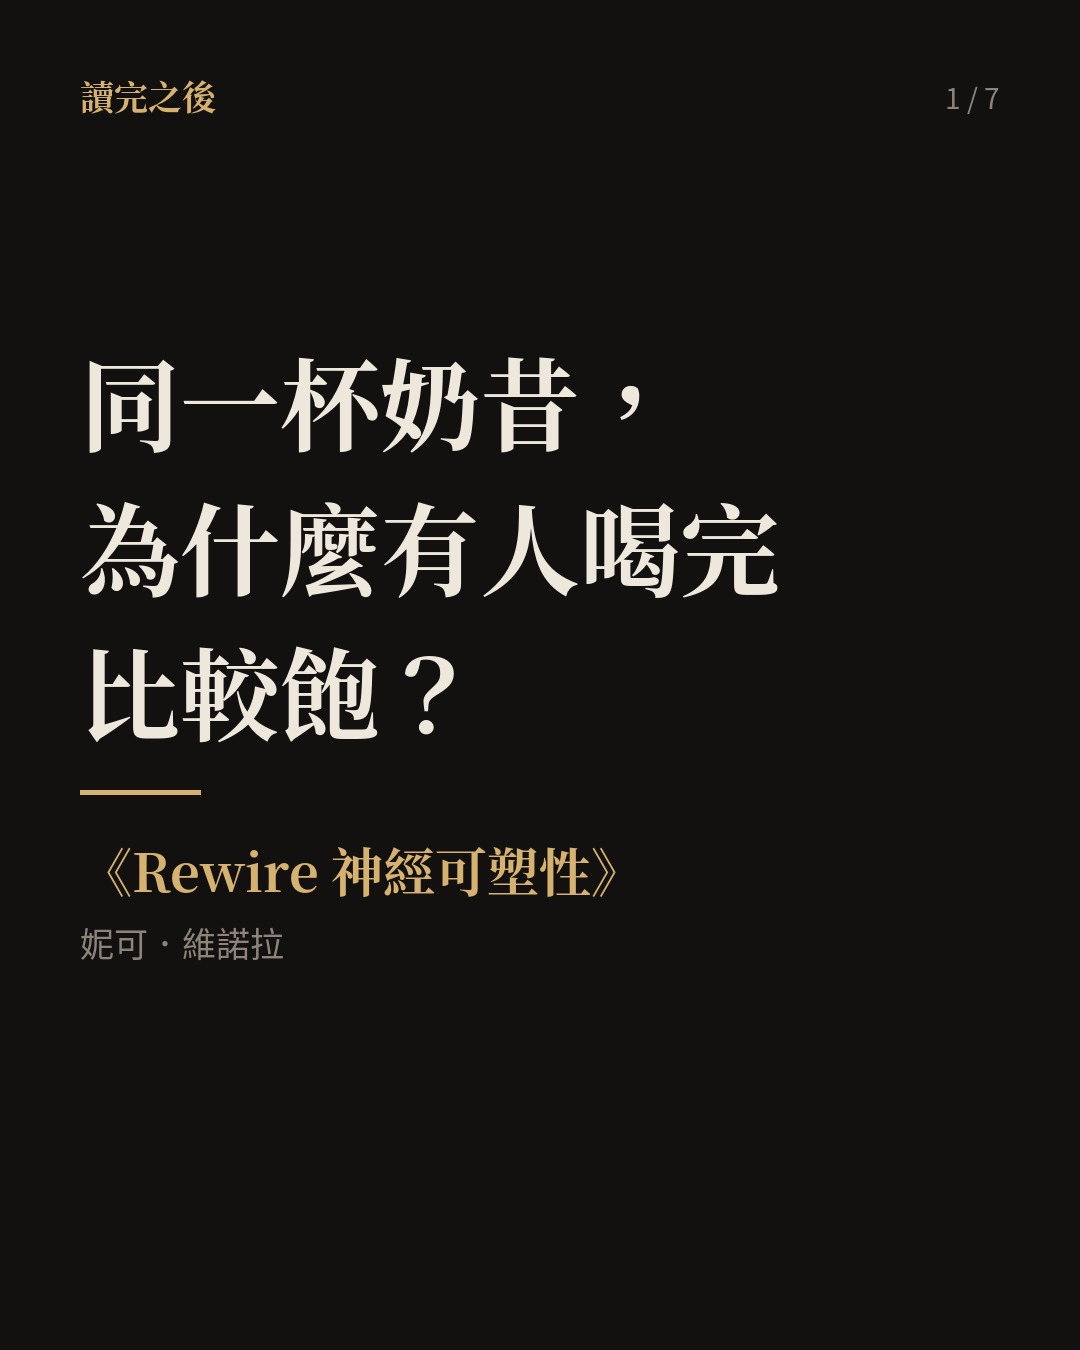 讀完之後
1 / 7
同一杯奶昔，
為什麼有人喝完
比較飽？
《Rewire 神經可塑性》
妮可．維諾拉